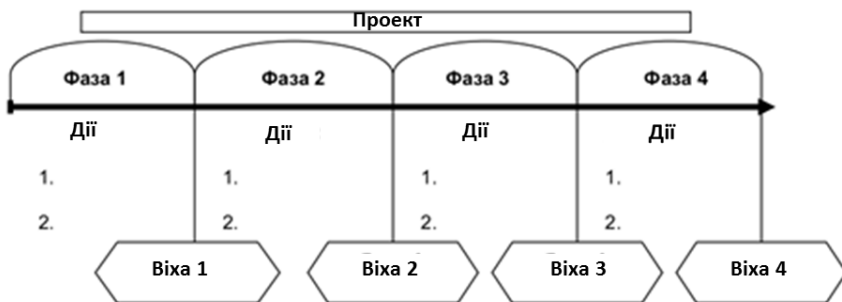 Проект
Фаза 1 Фаза 2 Фаза 3 Фаза 4
Дії Дії Дії Дії
1. 1. 1. 1.
2. 2. 2. 2.
Віха 1 Віха 2 Віха 3 Віха 4